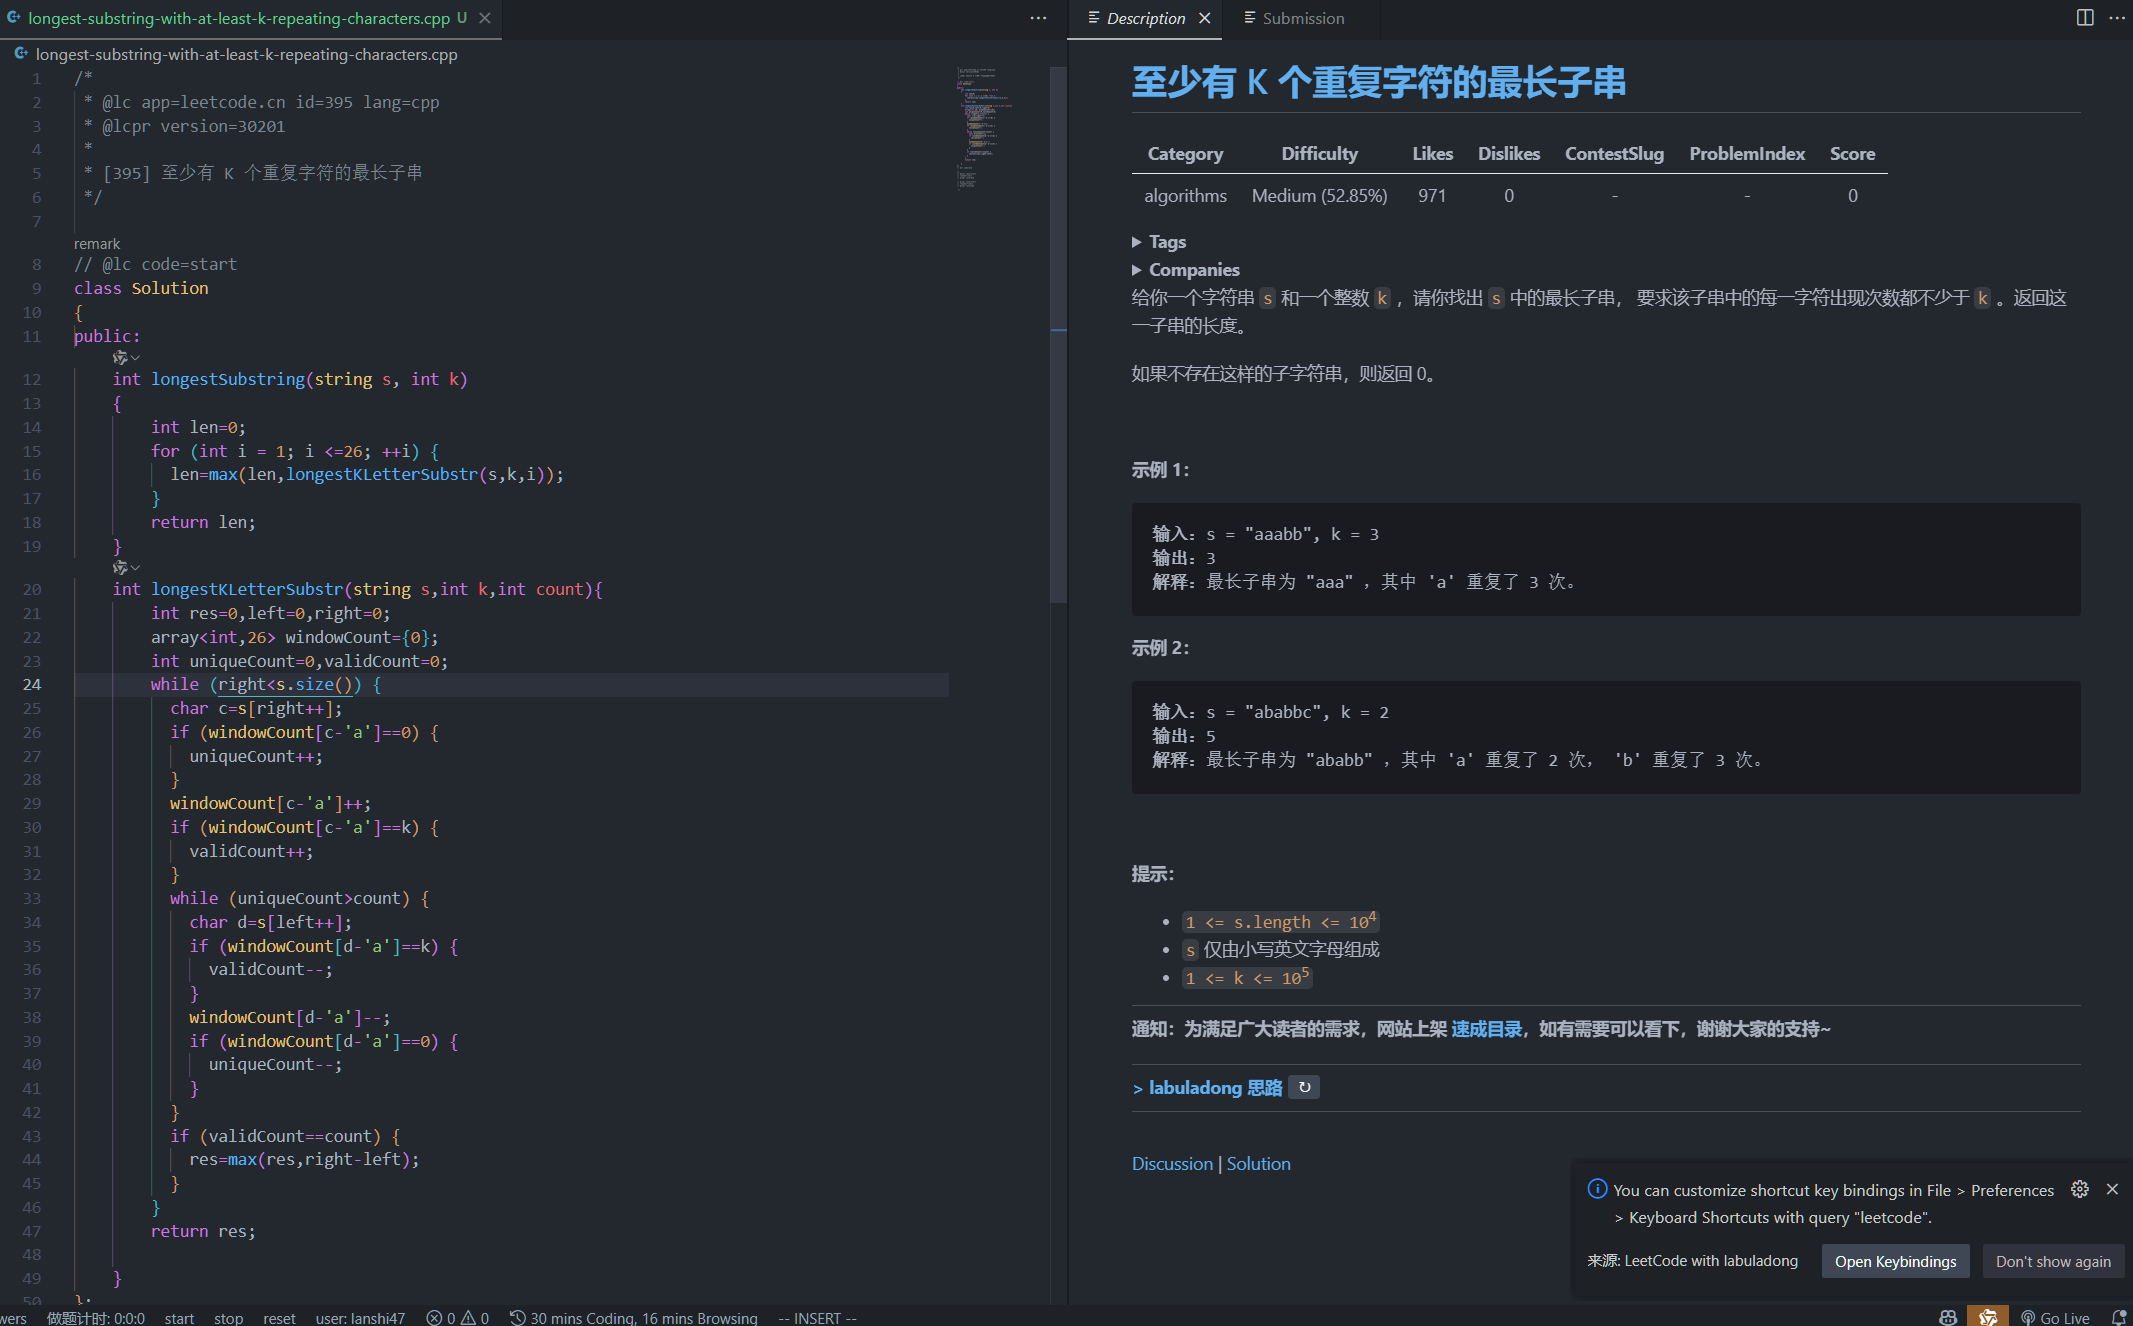 longest-substring-with-at-least-k-repeating-characters.cpp U
longest-substring-with-at-least-k-repeating-characters.cpp
1 /*
2 * @lc app=leetcode.cn id=395 lang=cpp
3 * @lcpr version=30201
4 *
5 * [395] 至少有 K 个重复字符的最长子串
6 */
7
remark
8 // @lc code=start
9 class Solution
10 {
11 public:
12 int longestSubstring(string s, int k)
13 {
14 int len=0;
15 for (int i = 1; i <=26; ++i) {
16 len=max(len,longestKLetterSubstr(s,k,i));
17 }
18 return len;
19 }
20 int longestKLetterSubstr(string s,int k,int count){
21 int res=0,left=0,right=0;
22 array<int,26> windowCount={0};
23 int uniqueCount=0,validCount=0;
24 while (right<s.size()) {
25 char c=s[right++];
26 if (windowCount[c-'a']==0) {
27 uniqueCount++;
28 }
29 windowCount[c-'a']++;
30 if (windowCount[c-'a']==k) {
31 validCount++;
32 }
33 while (uniqueCount>count) {
34 char d=s[left++];
35 if (windowCount[d-'a']==k) {
36 validCount--;
37 }
38 windowCount[d-'a']--;
39 if (windowCount[d-'a']==0) {
40 uniqueCount--;
41 }
42 }
43 if (validCount==count) {
44 res=max(res,right-left);
45 }
46 }
47 return res;
48
49 }
50 };
Description
Submission
至少有 K 个重复字符的最长子串
Category Difficulty Likes Dislikes ContestSlug ProblemIndex Score
algorithms Medium (52.85%) 971 0 - - 0
Tags
Companies
给你一个字符串 s 和一个整数 k ，请你找出 s 中的最长子串， 要求该子串中的每一字符出现次数都不少于 k 。返回这
一子串的长度。
如果不存在这样的子字符串，则返回 0。
示例 1：
输入：s = "aaabb", k = 3
输出：3
解释：最长子串为 "aaa" ，其中 'a' 重复了 3 次。
示例 2：
输入：s = "ababbc", k = 2
输出：5
解释：最长子串为 "ababb" ，其中 'a' 重复了 2 次， 'b' 重复了 3 次。
提示：
• 1 <= s.length <= 10⁴
• s 仅由小写英文字母组成
• 1 <= k <= 10⁵
通知：为满足广大读者的需求，网站上架 速成目录，如有需要可以看下，谢谢大家的支持~
> labuladong 思路 ↻
Discussion | Solution
You can customize shortcut key bindings in File > Preferences
> Keyboard Shortcuts with query "leetcode".
来源: LeetCode with labuladong
Open Keybindings
Don't show again
wers 做题计时: 0:0:0 start stop reset user: lanshi47 0 0 30 mins Coding, 16 mins Browsing -- INSERT -- Go Live